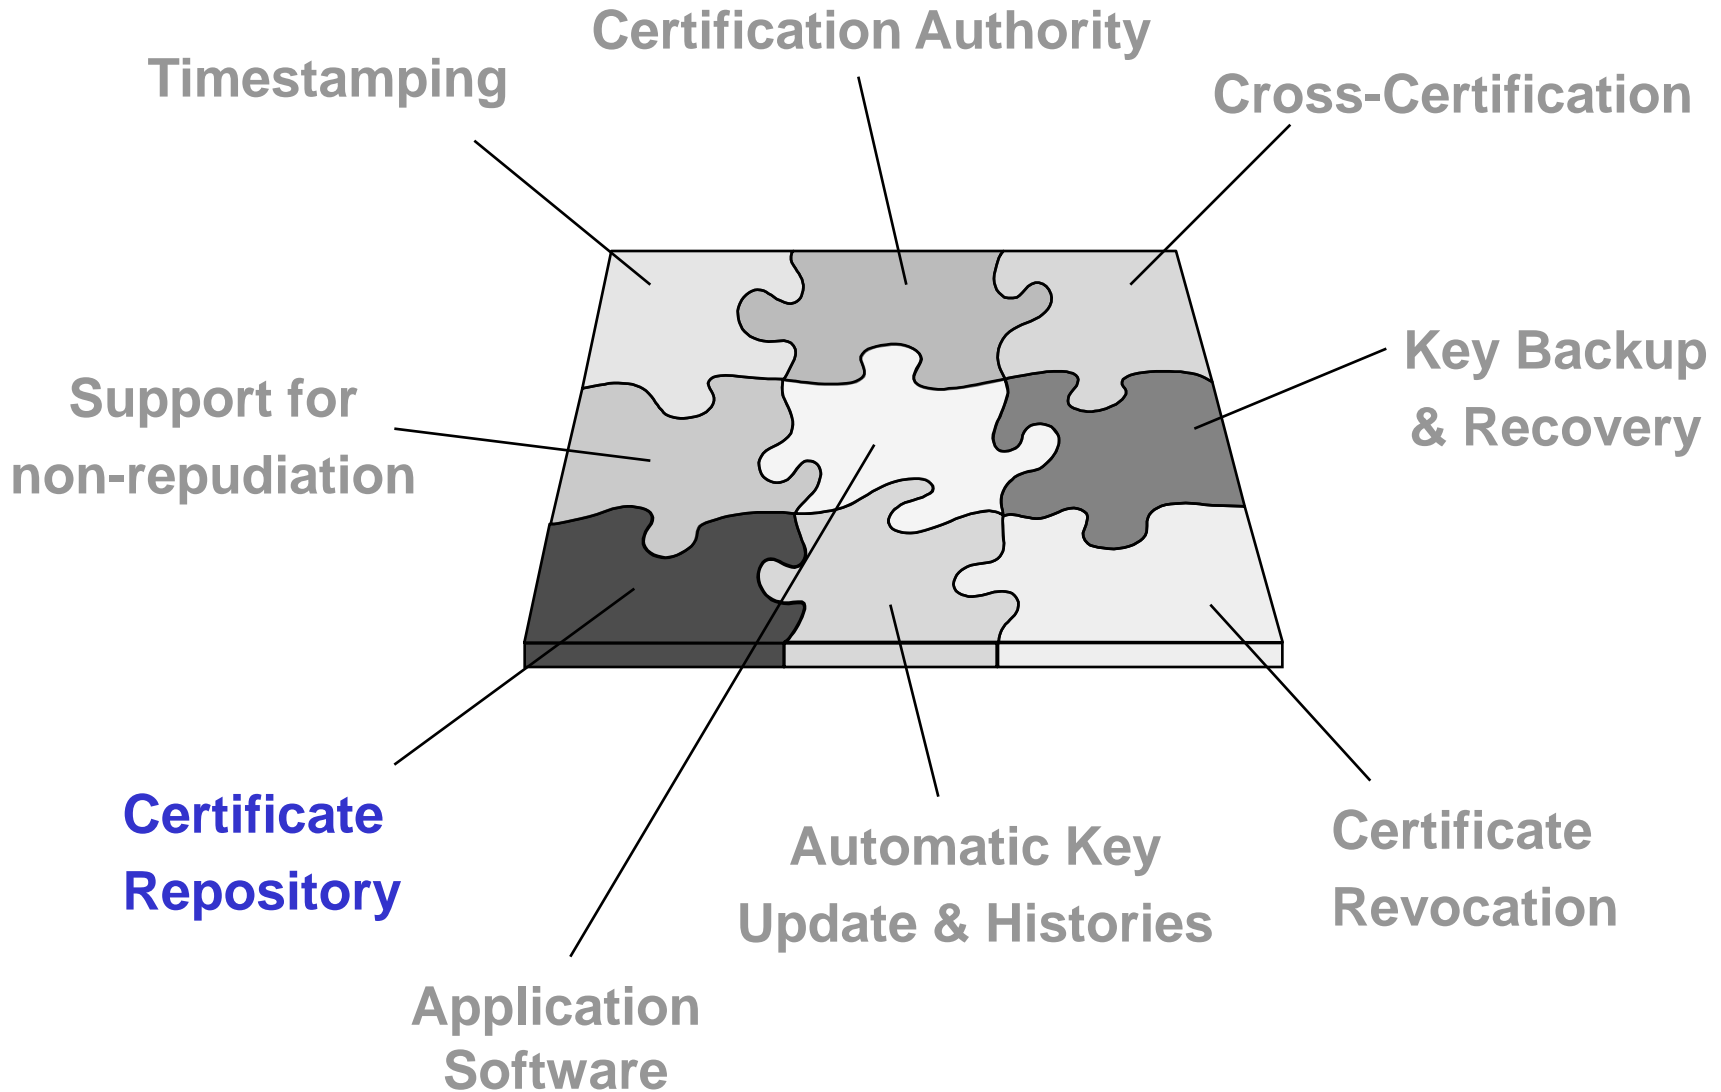 Certification Authority
Timestamping
Cross-Certification
Key Backup
& Recovery
Support for
non-repudiation
Certificate
Repository
Automatic Key
Update & Histories
Certificate
Revocation
Application
Software